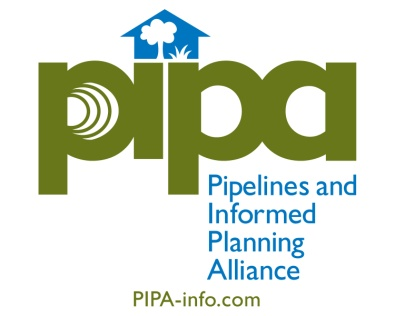 pipa
Pipelines and
Informed
Planning
Alliance
PIPA-info.com